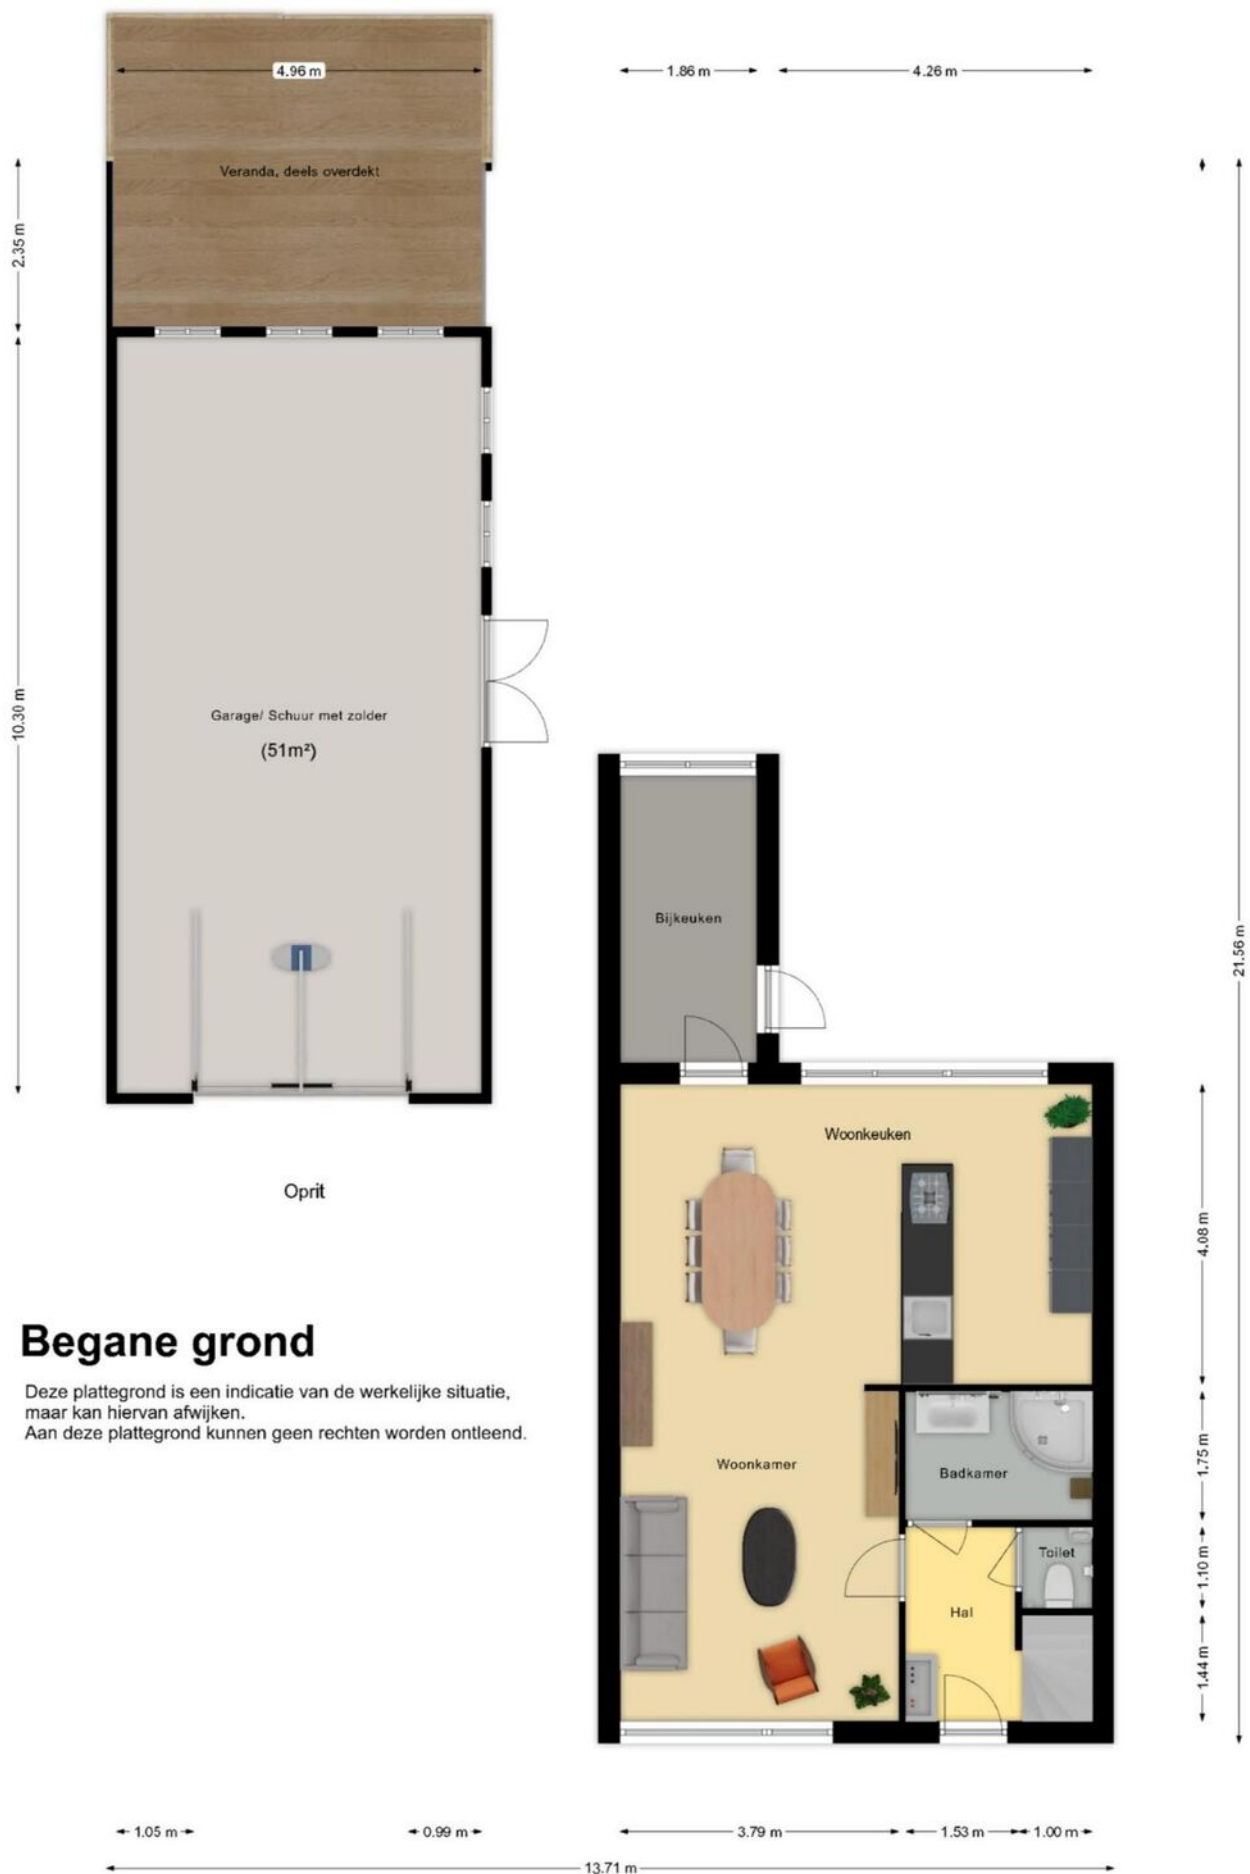 4.96 m
1.86 m
4.26 m
Veranda, deels overdekt
2.35 m
10.30 m
Garage/ Schuur met zolder
(51m²)
Bijkeuken
21.56 m
Woonkeuken
Oprit
4.08 m
Begane grond
Deze plattegrond is een indicatie van de werkelijke situatie,
maar kan hiervan afwijken.
Aan deze plattegrond kunnen geen rechten worden ontleend.
Woonkamer
Badkamer
1.75 m
Toilet
1.10 m
Hal
1.44 m
1.05 m
0.99 m
3.79 m
1.53 m
1.00 m
13.71 m